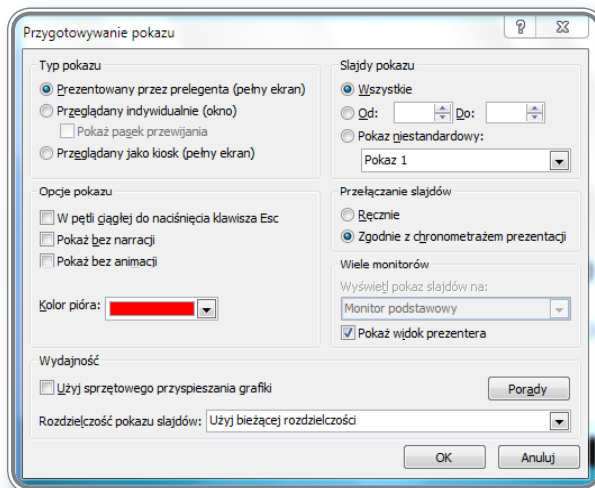 Przygotowywanie pokazu
Typ pokazu
Prezentowany przez prelegenta (pełny ekran)
Przeglądany indywidualnie (okno)
Pokaż pasek przewijania
Przeglądany jako kiosk (pełny ekran)
Slajdy pokazu
Wszystkie
Od: Do:
Pokaz niestandardowy:
Pokaz 1
Opcje pokazu
W pętli ciągłej do naciśnięcia klawisza Esc
Pokaż bez narracji
Pokaż bez animacji
Kolor pióra:
Przełączanie slajdów
Ręcznie
Zgodnie z chronometrażem prezentacji
Wiele monitorów
Wyświetl pokaz slajdów na:
Monitor podstawowy
Pokaż widok prezentera
Wydajność
Użyj sprzętowego przyspieszania grafiki
Porady
Rozdzielczość pokazu slajdów: Użyj bieżącej rozdzielczości
OK Anuluj